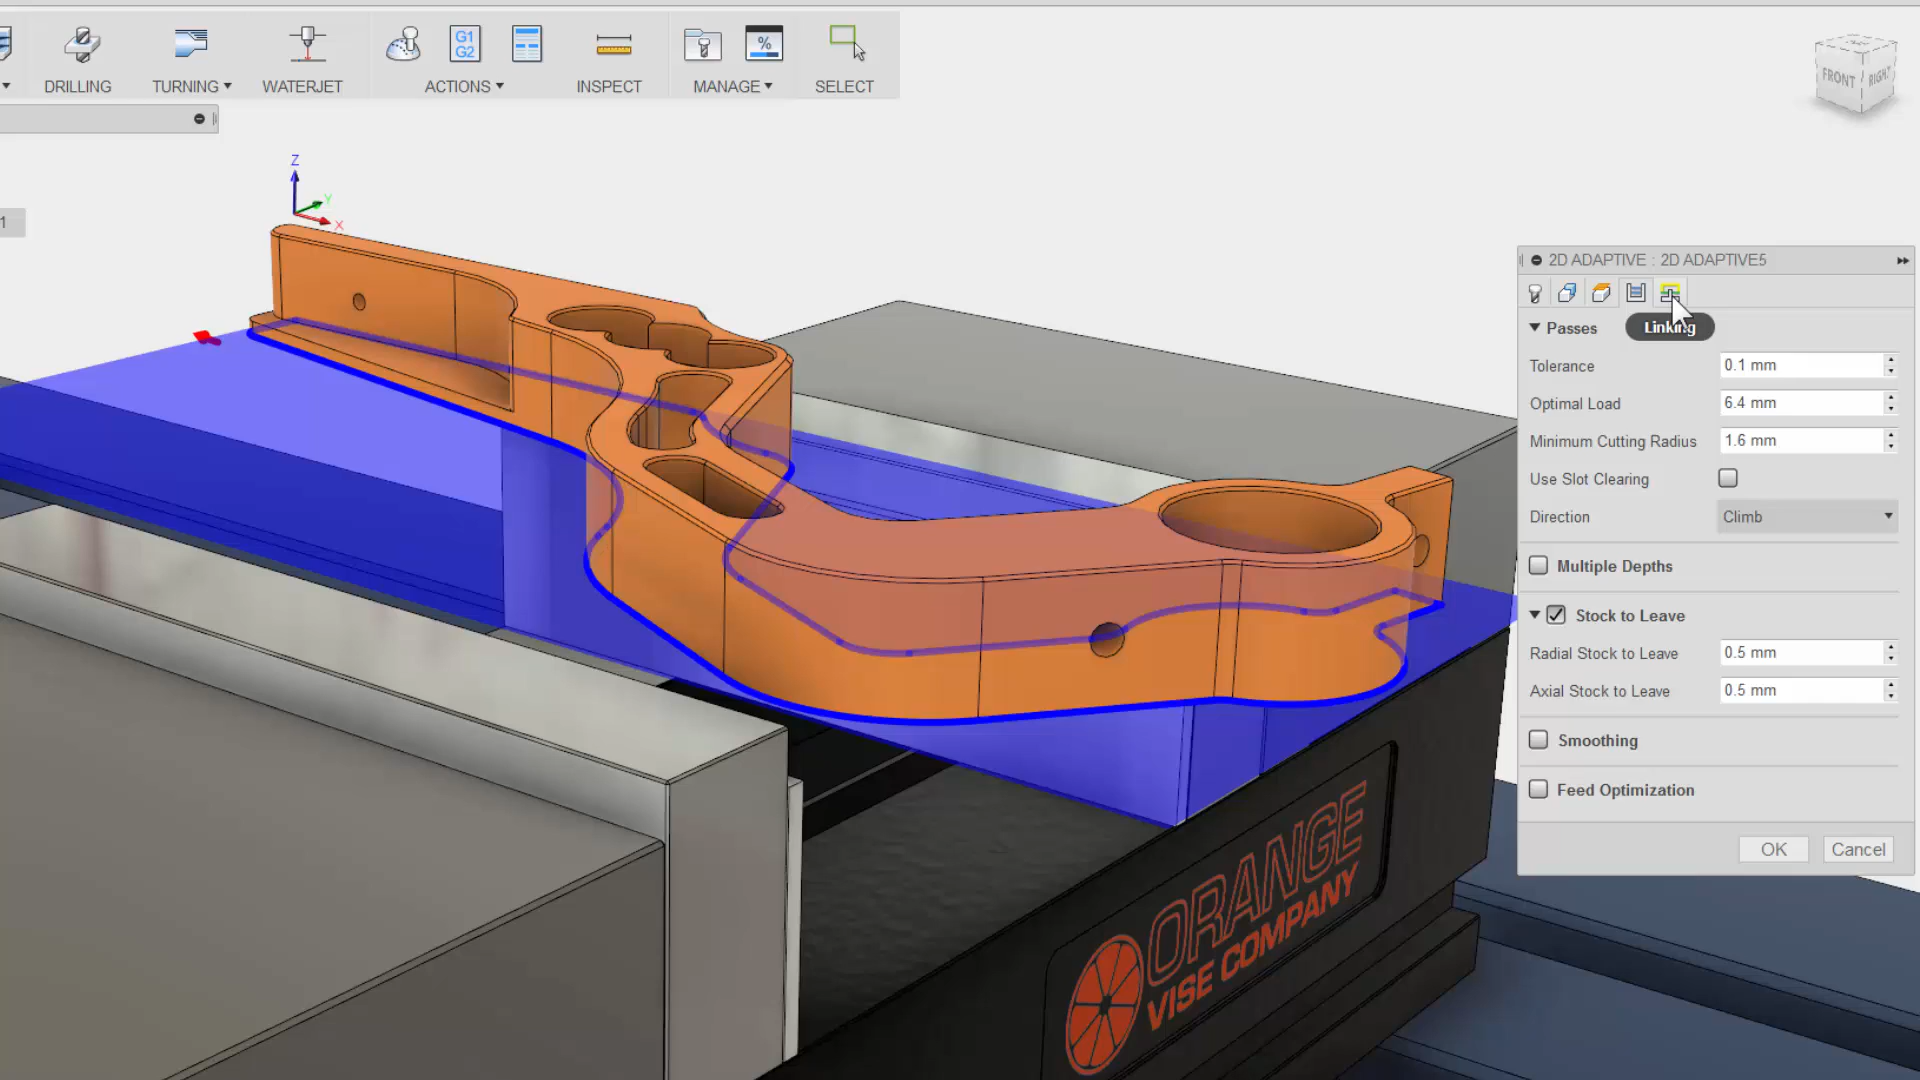 G1
G2
%
DRILLING
TURNING
WATERJET
ACTIONS
INSPECT
MANAGE
SELECT
FRONT
RIGHT
Z
Y
X
1
2D ADAPTIVE : 2D ADAPTIVE5
Passes
Linking
Tolerance
0.1 mm
Optimal Load
6.4 mm
Minimum Cutting Radius
1.6 mm
Use Slot Clearing
Direction
Climb
Multiple Depths
Stock to Leave
Radial Stock to Leave
0.5 mm
Axial Stock to Leave
0.5 mm
Smoothing
Feed Optimization
OK
Cancel
ORANGE
VISE COMPANY